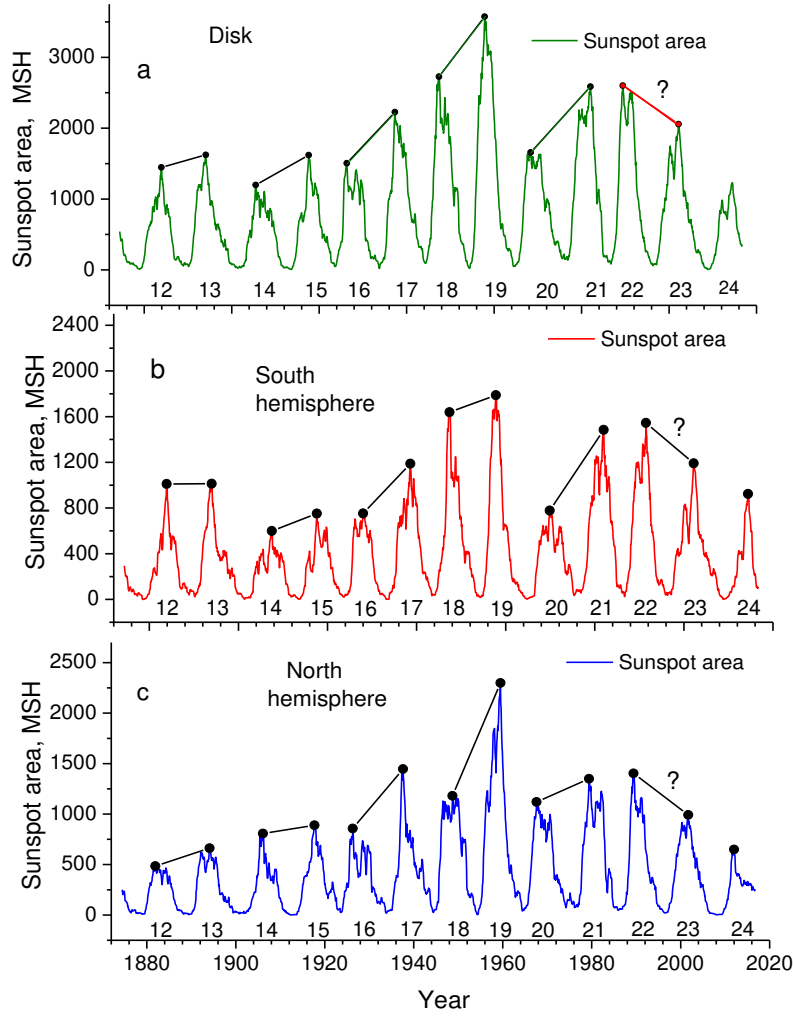 Disk
Sunspot area
a
?
3000
2000
1000
0
Sunspot area, MSH
12 13 14 15 16 17 18 19 20 21 22 23 24
2400
Sunspot area
b
South
hemisphere
?
2000
1600
1200
800
400
0
Sunspot area, MSH
12 13 14 15 16 17 18 19 20 21 22 23 24
2500
North
hemisphere
Sunspot area
c
?
2000
1500
1000
500
0
Sunspot area, MSH
12 13 14 15 16 17 18 19 20 21 22 23 24
1880 1900 1920 1940 1960 1980 2000 2020
Year